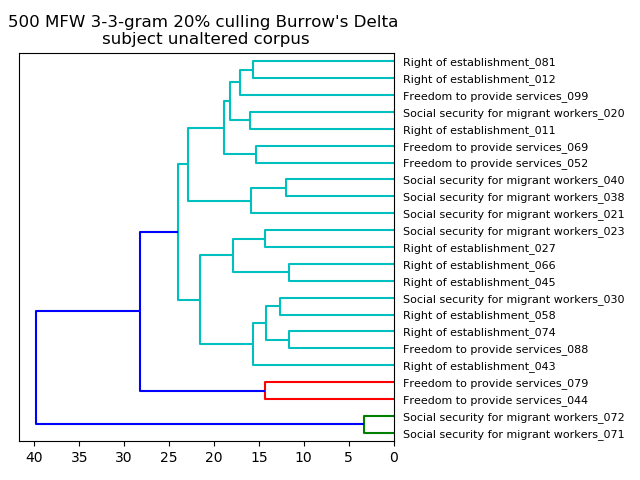 500 MFW 3-3-gram 20% culling Burrow's Delta
subject unaltered corpus
Right of establishment_081
Right of establishment_012
Freedom to provide services_099
Social security for migrant workers_020
Right of establishment_011
Freedom to provide services_069
Freedom to provide services_052
Social security for migrant workers_040
Social security for migrant workers_038
Social security for migrant workers_021
Social security for migrant workers_023
Right of establishment_027
Right of establishment_066
Right of establishment_045
Social security for migrant workers_030
Right of establishment_058
Right of establishment_074
Freedom to provide services_088
Right of establishment_043
Freedom to provide services_079
Freedom to provide services_044
Social security for migrant workers_072
Social security for migrant workers_071
40 35 30 25 20 15 10 5 0